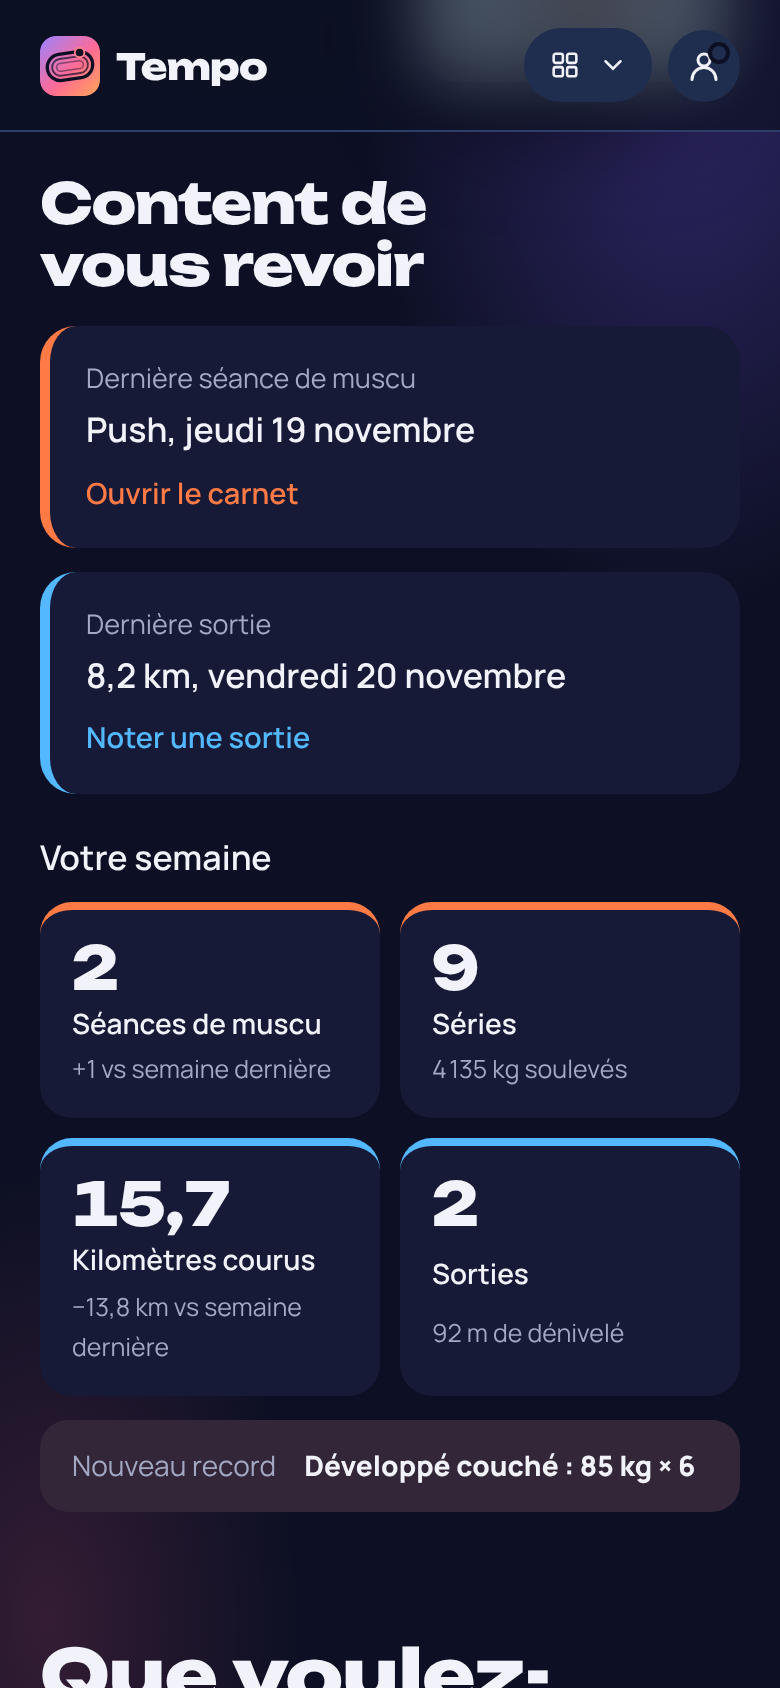 Tempo
Content de
vous revoir
Dernière séance de muscu
Push, jeudi 19 novembre
Ouvrir le carnet
Dernière sortie
8,2 km, vendredi 20 novembre
Noter une sortie
Votre semaine
2
Séances de muscu
+1 vs semaine dernière
9
Séries
4 135 kg soulevés
15,7
Kilomètres courus
−13,8 km vs semaine
dernière
2
Sorties
92 m de dénivelé
Nouveau record Développé couché : 85 kg × 6
Que voulez-